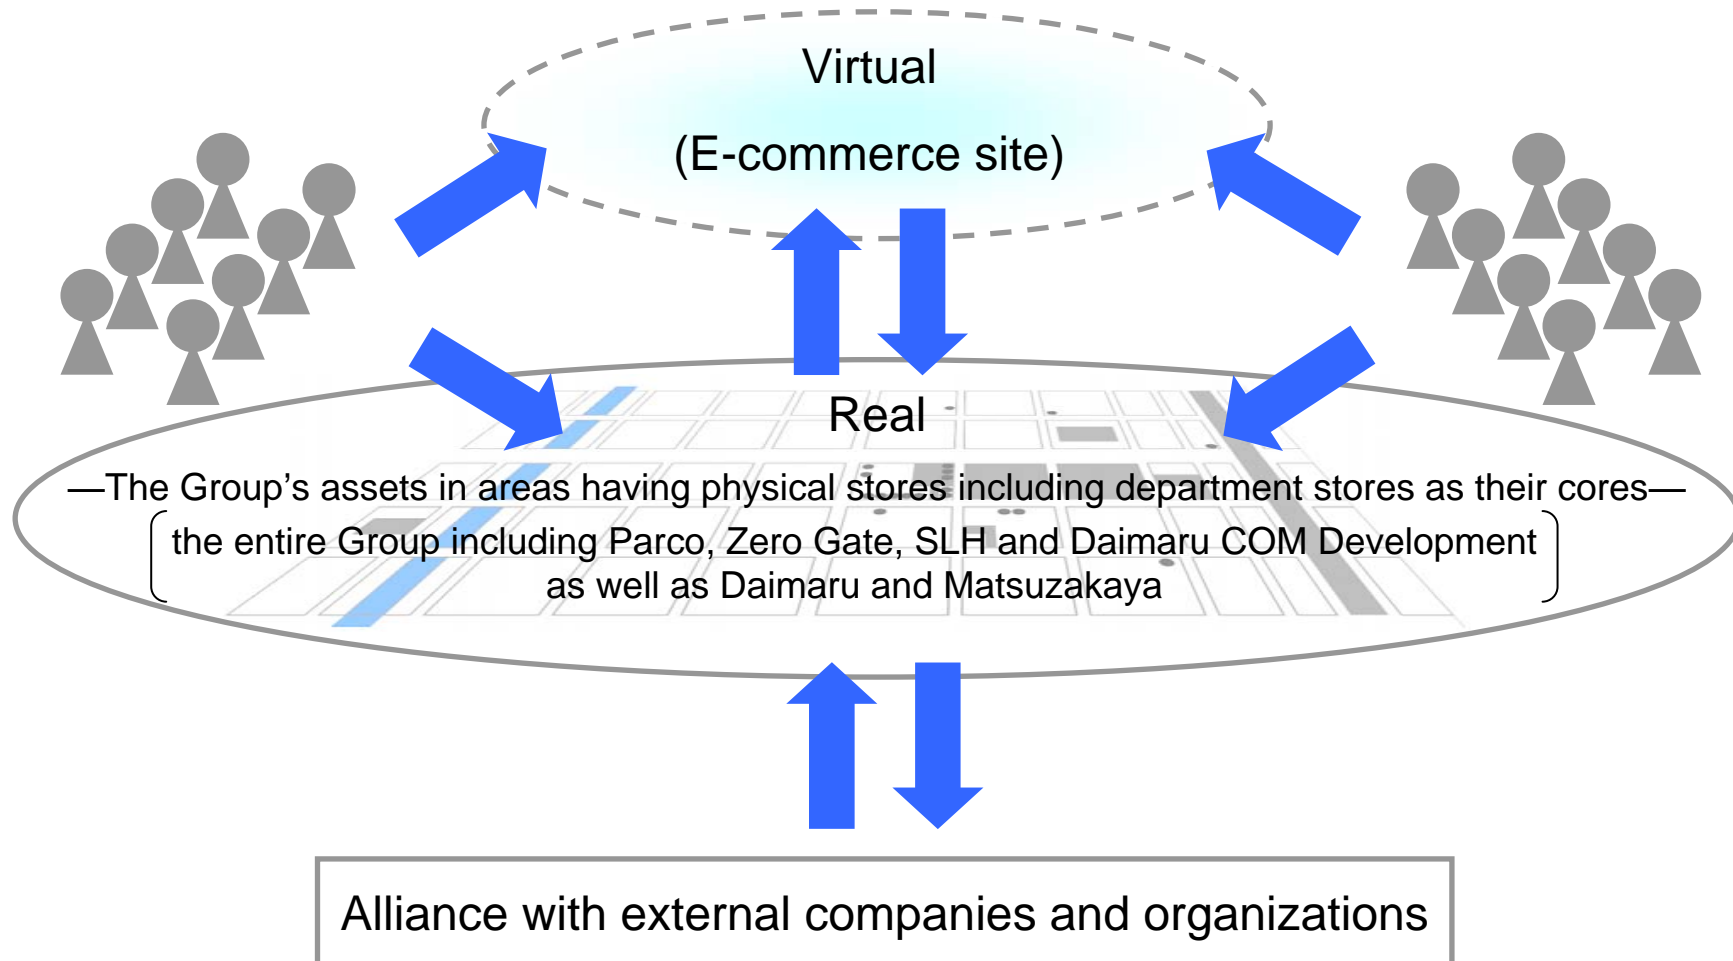 Virtual
(E-commerce site)
Real
—The Group’s assets in areas having physical stores including department stores as their cores—
the entire Group including Parco, Zero Gate, SLH and Daimaru COM Development
as well as Daimaru and Matsuzakaya
Alliance with external companies and organizations